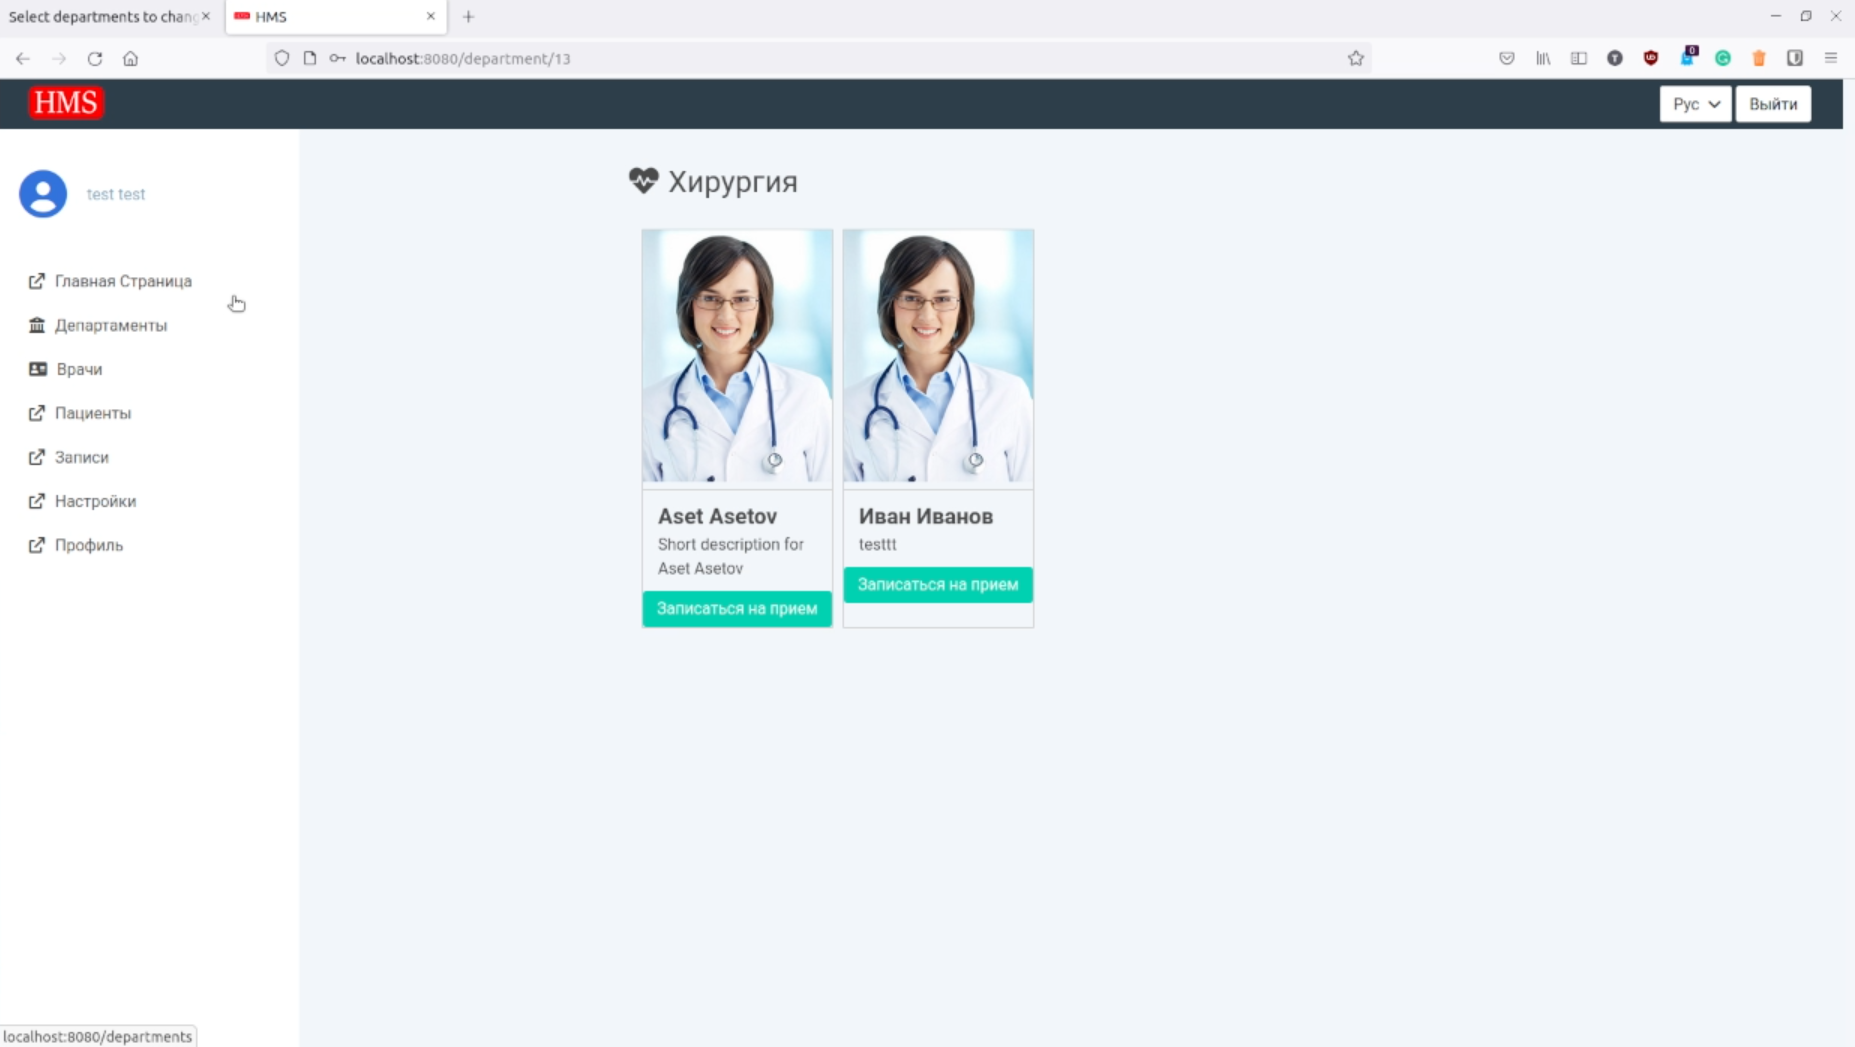 Select departments to chang
HMS
localhost:8080/department/13
0
HMS
Рус
Выйти
test test
Главная Страница
Департаменты
Врачи
Пациенты
Записи
Настройки
Профиль
Хирургия
Aset Asetov
Short description for
Aset Asetov
Записаться на прием
Иван Иванов
testtt
Записаться на прием
localhost:8080/departments